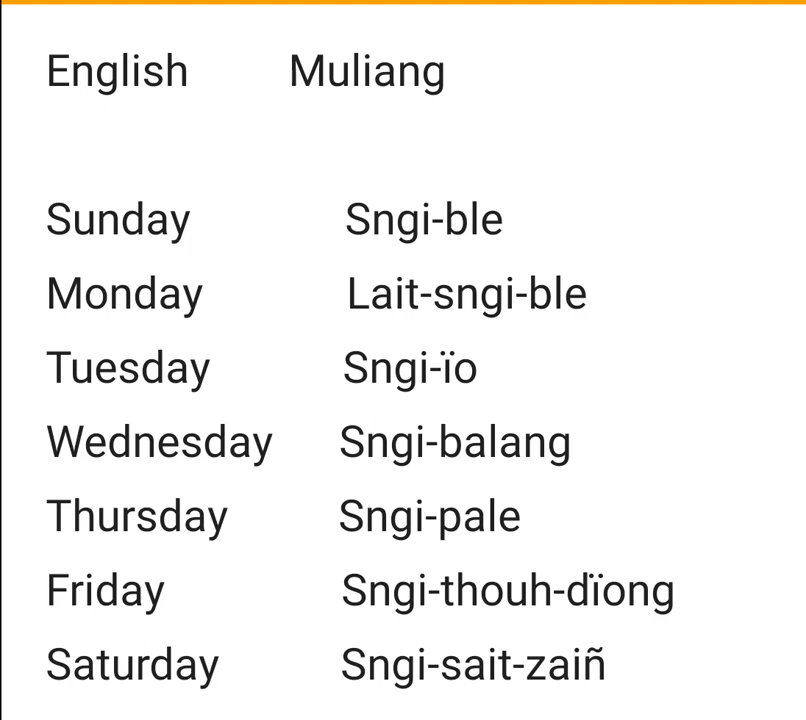 English Muliang
Sunday Sngi-ble
Monday Lait-sngi-ble
Tuesday Sngi-ïo
Wednesday Sngi-balang
Thursday Sngi-pale
Friday Sngi-thouh-dïong
Saturday Sngi-sait-zaiñ